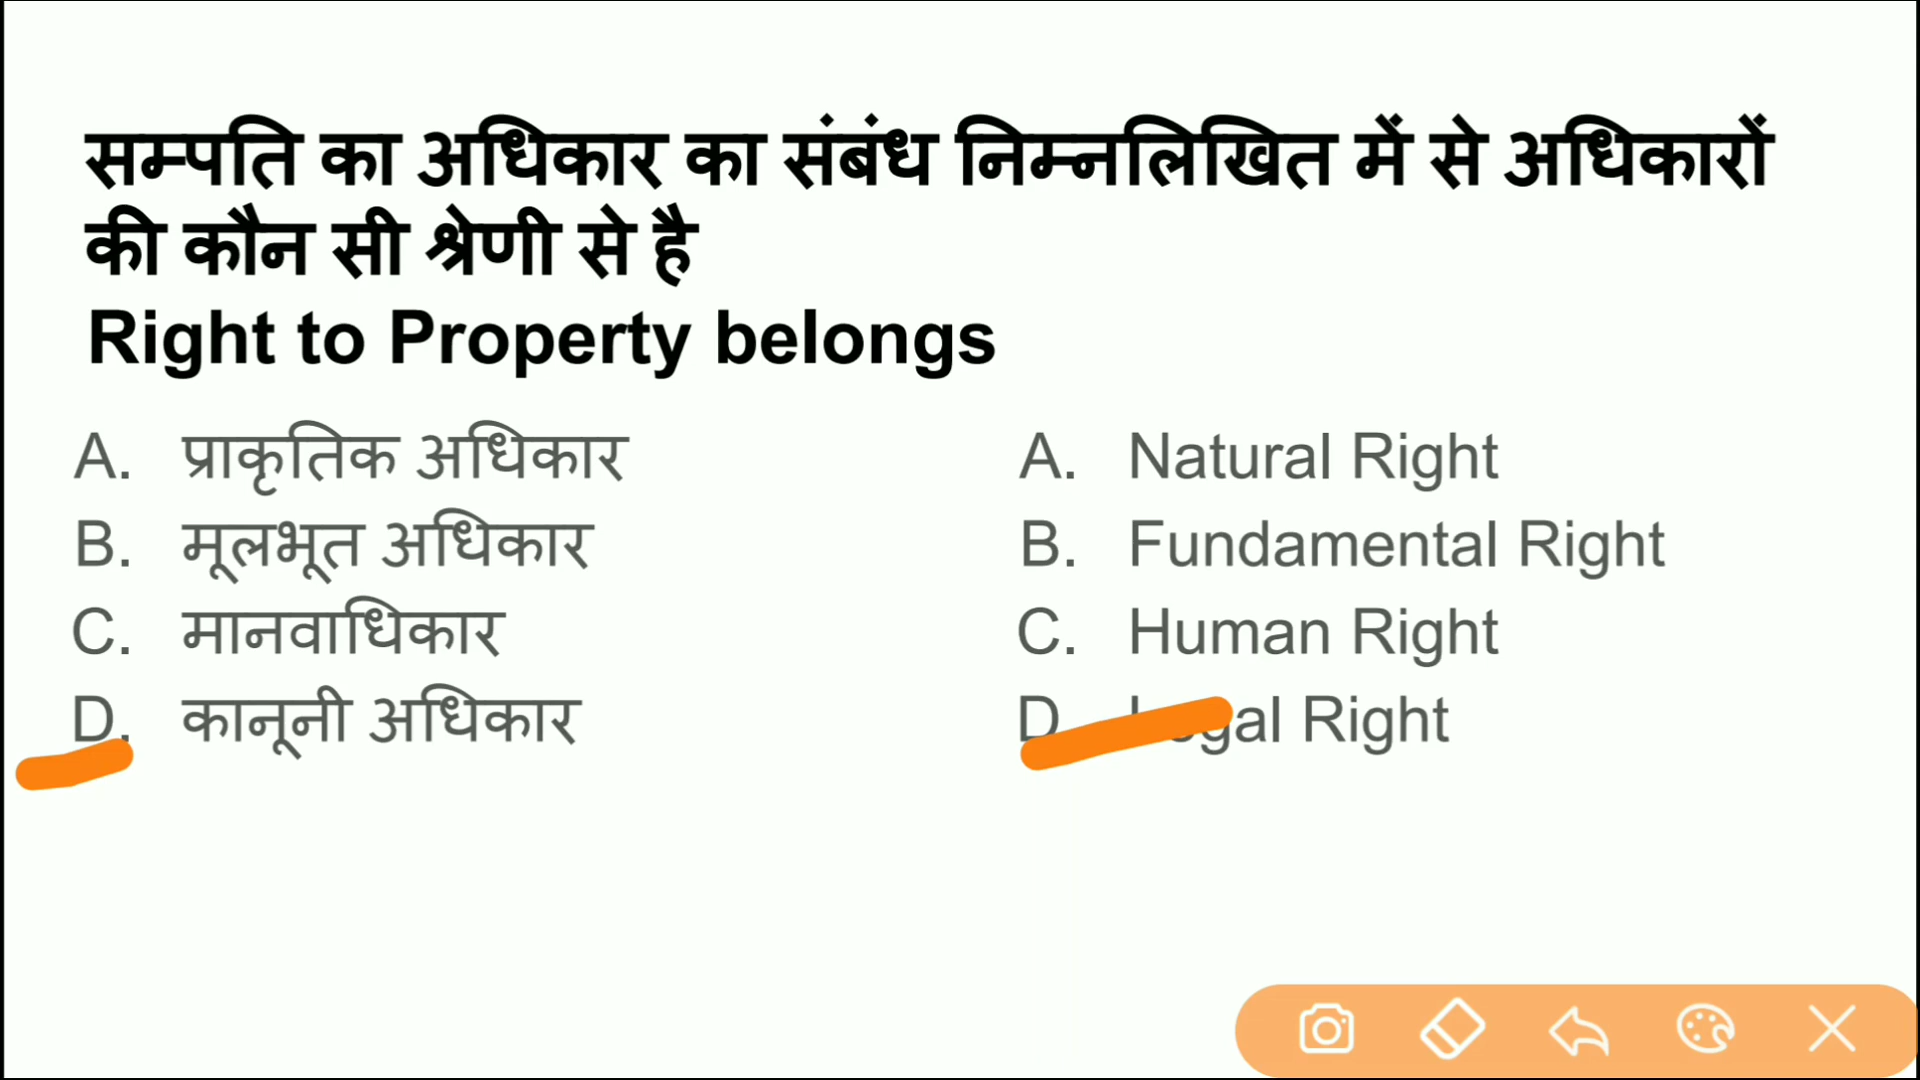 सम्पति का अधिकार का संबंध निम्नलिखित में से अधिकारों
की कौन सी श्रेणी से है
Right to Property belongs
A. प्राकृतिक अधिकार
B. मूलभूत अधिकार
C. मानवाधिकार
D. कानूनी अधिकार
A. Natural Right
B. Fundamental Right
C. Human Right
D. Legal Right